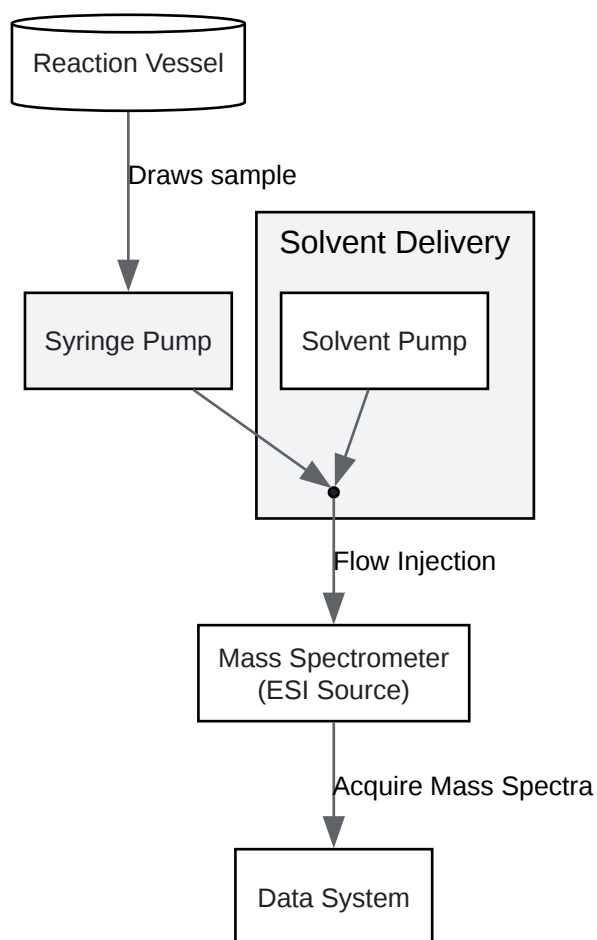 Reaction Vessel
Draws sample
Solvent Delivery
Syringe Pump
Solvent Pump
Flow Injection
Mass Spectrometer
(ESI Source)
Acquire Mass Spectra
Data System